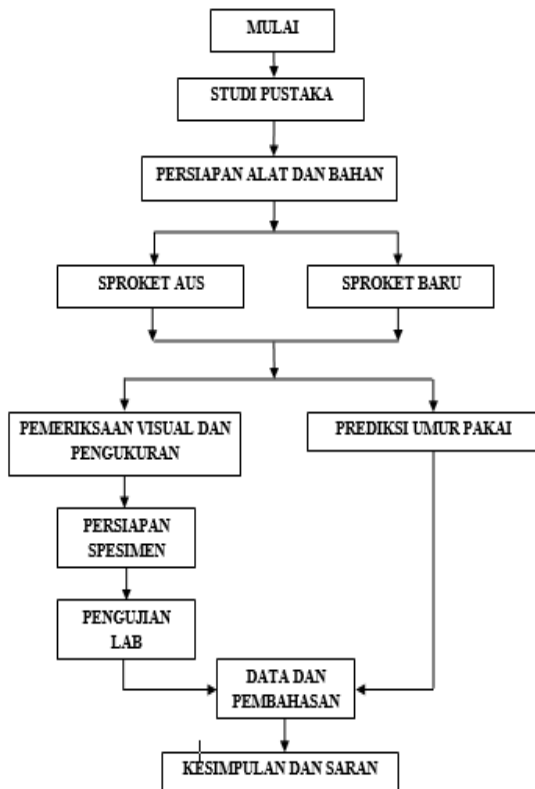 MULAI
STUDI PUSTAKA
PERSIAPAN ALAT DAN BAHAN
SPROKET AUS
SPROKET BARU
PEMERIKSAAN VISUAL DAN
PENGUKURAN
PREDIKSI UMUR PAKAI
PERSIAPAN
SPESIMEN
PENGUJIAN
LAB
DATA DAN
PEMBAHASAN
KESIMPULAN DAN SARAN